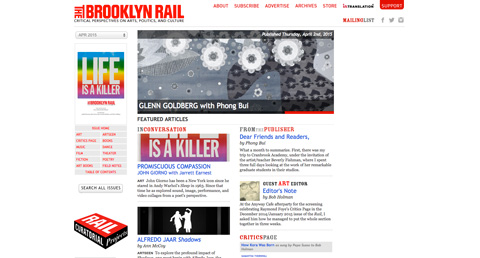 THE BROOKLYN RAIL
CRITICAL PERSPECTIVES ON ARTS, POLITICS, AND CULTURE
ABOUT SUBSCRIBE ADVERTISE ARCHIVES STORE INTRANSLATION SUPPORT
MAILINGLIST
APR 2015
Published Thursday, April 2nd, 2015
LIFE
IS A KILLER
BROOKLYN RAIL
GLENN GOLDBERG with Phong Bui
FEATURED ARTICLES
RAIL HOME
ART ARTSEEN
CRITICS PAGE BOOKS
MUSIC DANCE
FILM THEATER
FICTION POETRY
ART BOOKS FIELD NOTES
TABLE OF CONTENTS
SEARCH ALL ISSUES
RAIL
CURATORIAL
Projects
INCONVERSATION
IS A KILLER
PROMISCUOUS COMPASSION
JOHN GIORNO with Jarrett Earnest
ART John Giorno has been a New York icon since he
stared in Andy Warhol's Sleep in 1963. Since that
time he explored sound, image, performance, and
video collages from a poet's perspective.
ALFREDO JAAR Shadows
by Ann McCoy
ARTSEEN To explore the profound impact of
FROM THE PUBLISHER
Dear Friends and Readers,
by Phong Bui
What a month to summarize. First, there was my
trip to Cranbrook Academy, under the invitation of
the artist/teacher Beverly Fishman, where I spent
three full days looking at the work of her remarkable
graduate students in their studios.
GUEST ART EDITOR
Editor's Note
by Bob Holman
At the Anyway Cafe afterparty for the screening
celebrating Raymond Foye's Critics Page in the
December 2014/January 2015 issue of the Rail, I
asked him how he managed to put the whole section
together in three weeks.
CRITICSPAGE